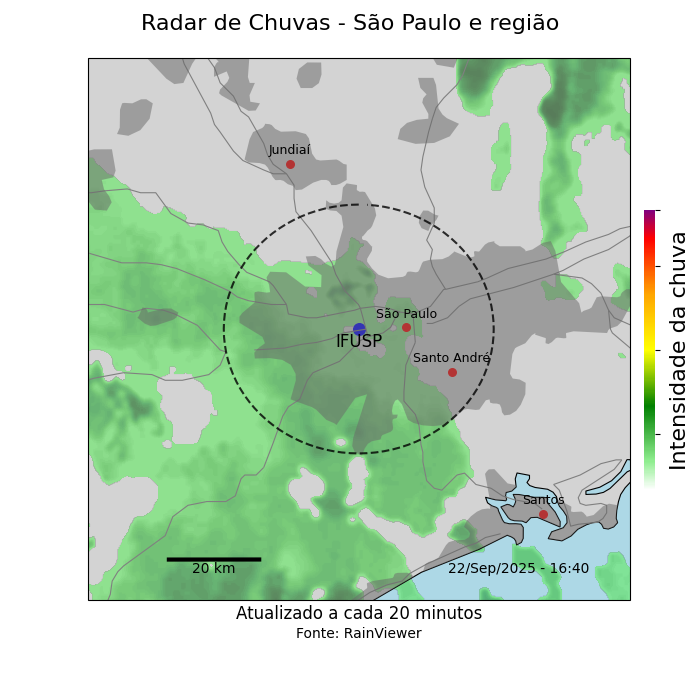 Radar de Chuvas - São Paulo e região
Jundiaí
São Paulo
IFUSP
Santo André
Santos
20 km
22/Sep/2025 - 16:40
Intensidade da chuva
Atualizado a cada 20 minutos
Fonte: RainViewer